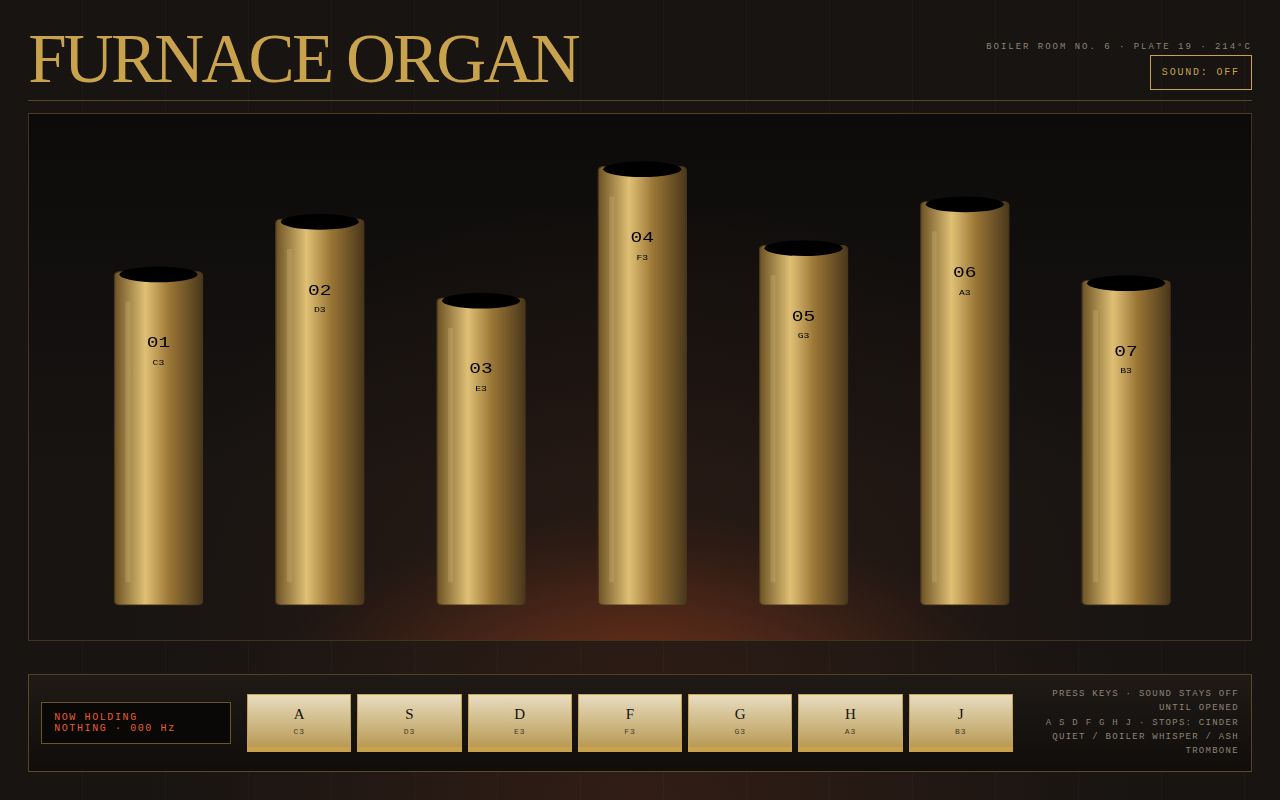 FURNACE ORGAN
BOILER ROOM NO. 6 · PLATE 19 · 214°C
SOUND: OFF
01
C3
02
D3
03
E3
04
F3
05
G3
06
A3
07
B3
NOW HOLDING
NOTHING · 000 Hz
A
C3
S
D3
D
E3
F
F3
G
G3
H
A3
J
B3
PRESS KEYS · SOUND STAYS OFF
UNTIL OPENED
A S D F G H J · STOPS: CINDER
QUIET / BOILER WHISPER / ASH
TROMBONE